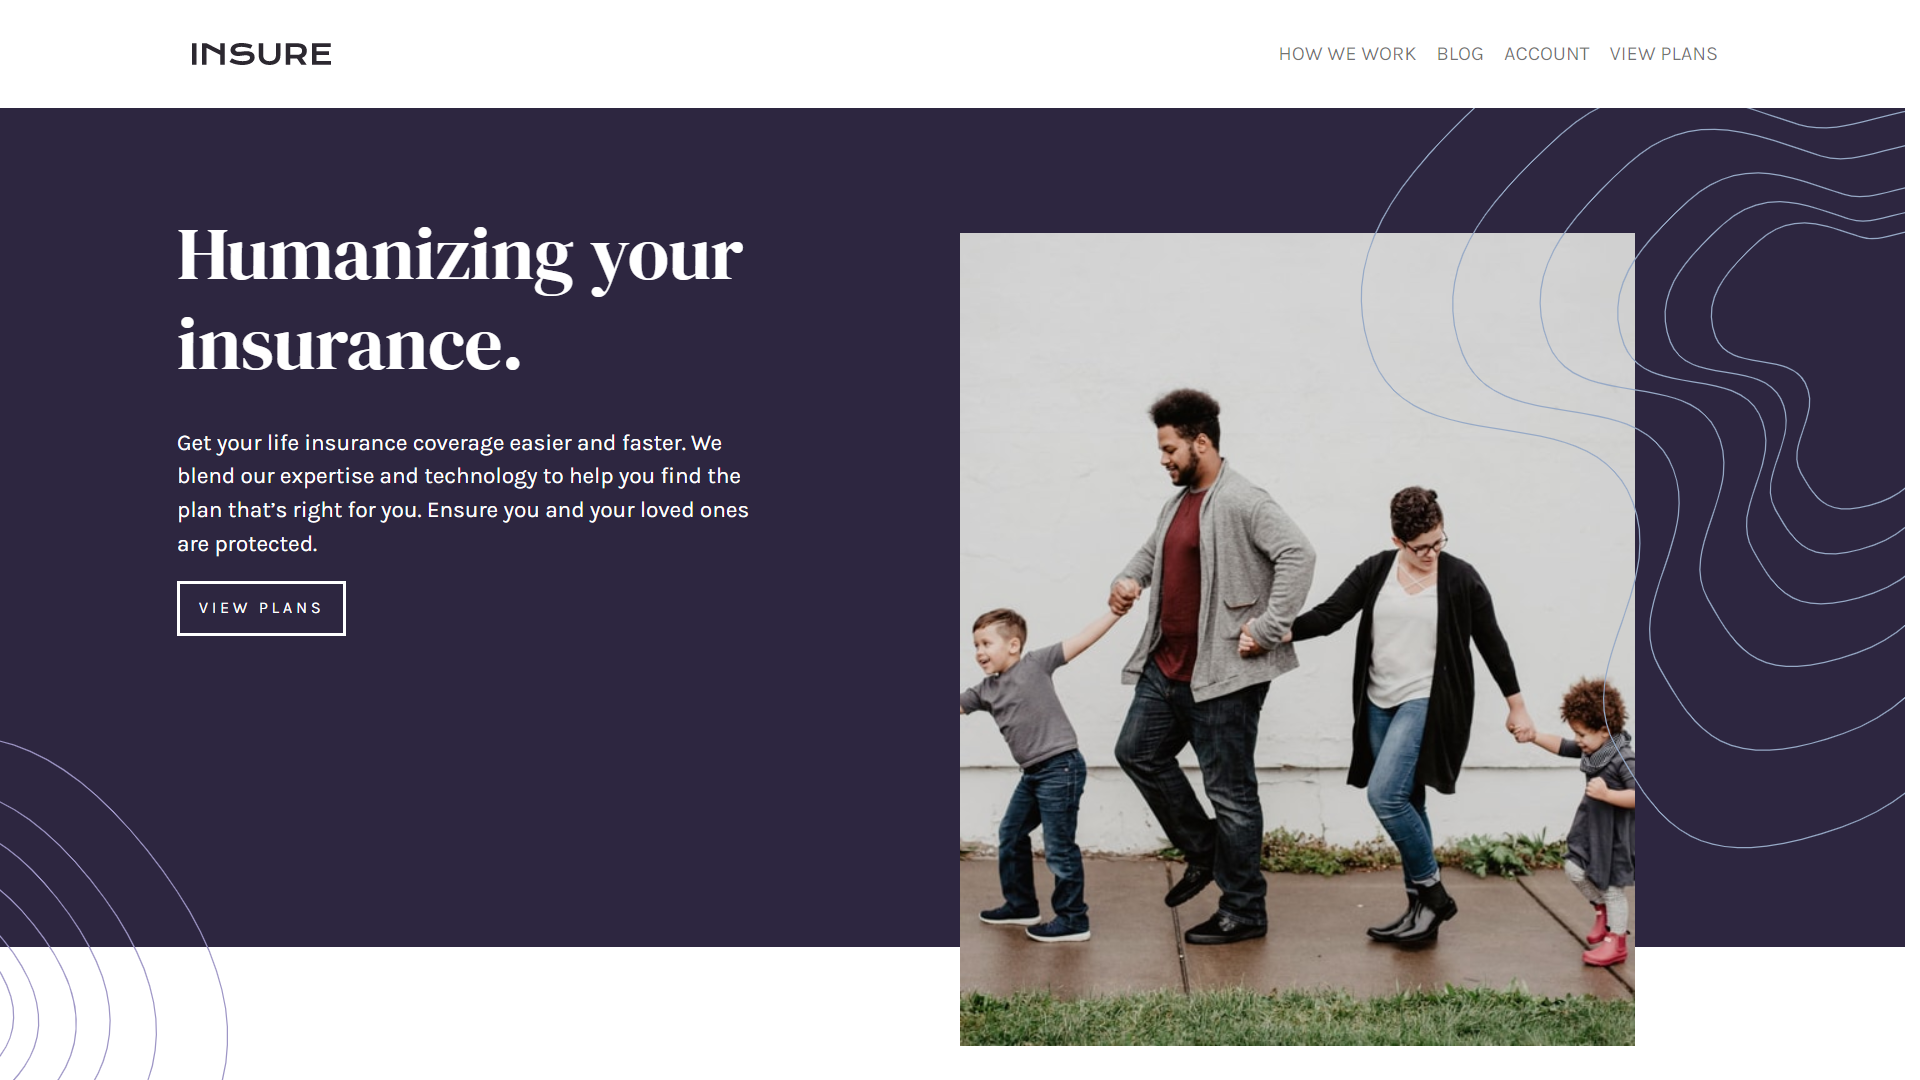 INSURE
HOW WE WORK BLOG ACCOUNT VIEW PLANS
Humanizing your
insurance.
Get your life insurance coverage easier and faster. We
blend our expertise and technology to help you find the
plan that’s right for you. Ensure you and your loved ones
are protected.
VIEW PLANS